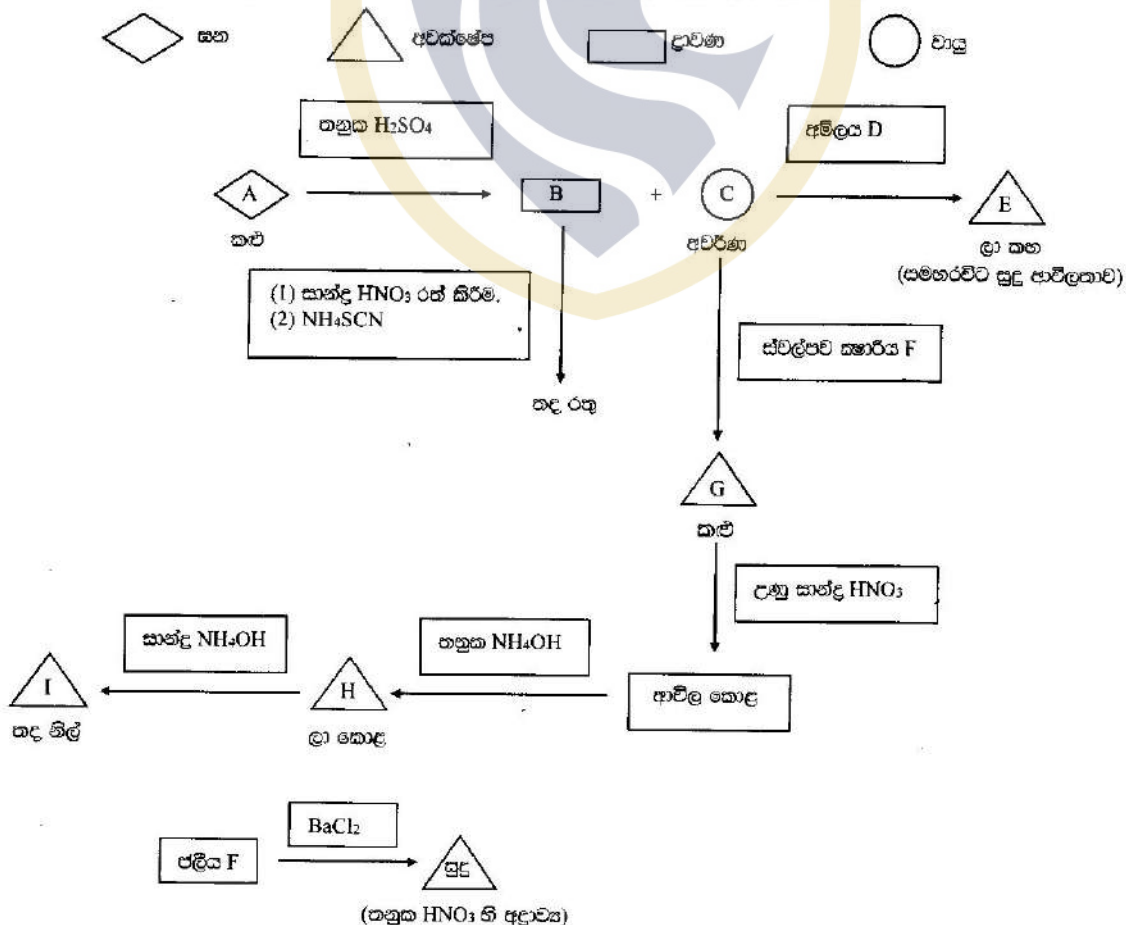 ඝන
අවක්ෂේප
ද්‍රාවණ
වායු
තනුක H₂SO₄
අම්ලය D
A
B
+
C
E
කළු
අවර්ණ
ලා කහ
(සමහරවිට සුදු ආවිලතාව)
(1) සාන්ද්‍ර HNO₃ රත් කිරීම.
(2) NH₄SCN
ස්වල්පව ක්ෂාරීය F
තද රතු
G
කළු
උණු සාන්ද්‍ර HNO₃
සාන්ද්‍ර NH₄OH
තනුක NH₄OH
I
H
ආවිල කොළ
තද නිල්
ලා කොළ
BaCl₂
ජලීය F
සුදු
(තනුක HNO₃ හි අද්‍රාව්‍ය)